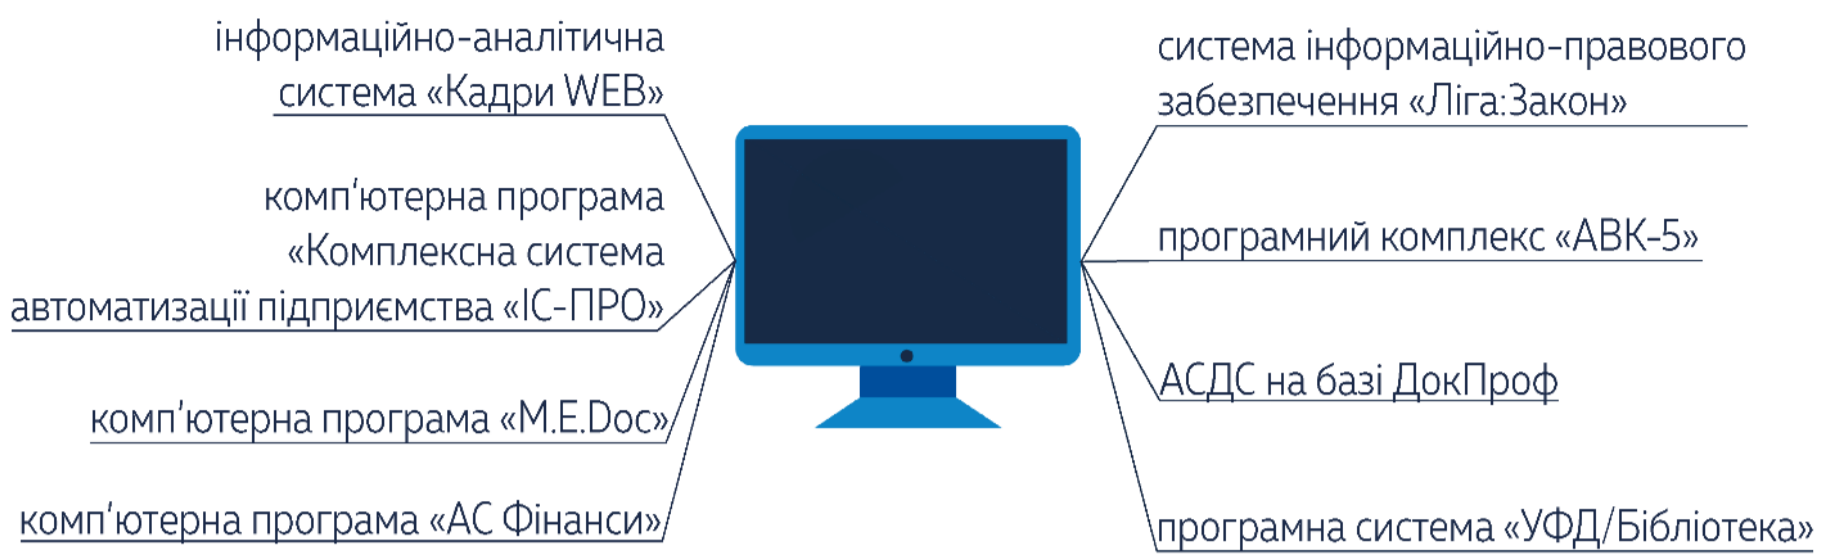 інформаційно-аналітична
система «Кадри WEB»
комп'ютерна програма
«Комплексна система
автоматизації підприємства «ІС-ПРО»
комп'ютерна програма «M.E.Doc»
комп'ютерна програма «АС Фінанси»
система інформаційно-правового
забезпечення «Ліга:Закон»
програмний комплекс «АВК-5»
АСДС на базі ДокПроф
програмна система «УФД/Бібліотека»